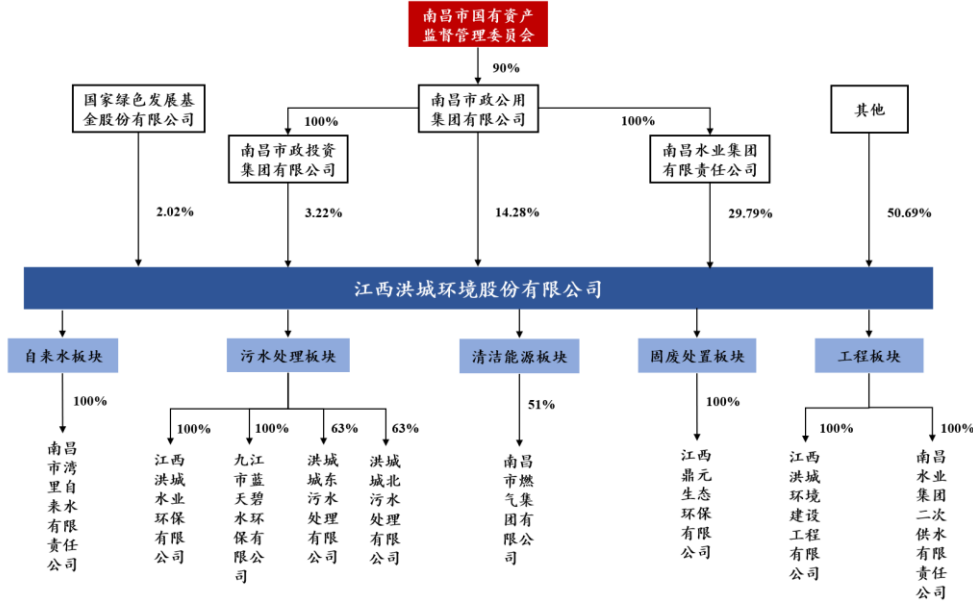 南昌市国有资产
监督管理委员会
90%
国家绿色发展基
金股份有限公司
南昌市政公用
集团有限公司
其他
100%
100%
南昌市政投资
集团有限公司
南昌水业集团
有限责任公司
2.02%
3.22%
14.28%
29.79%
50.69%
江西洪城环境股份有限公司
自来水板块
污水处理板块
清洁能源板块
固废处置板块
工程板块
100%
南昌
市湾
里自
来水
有限
责任
公司
100%
江西
洪城
水业
环保
有限
公司
100%
九江
市蓝
天碧
水环
保有
限公
司
63%
洪城
城东
污水
处理
有限
公司
63%
洪城
城北
污水
处理
有限
公司
51%
南昌
市燃
气集
团有
限公
司
100%
江西
鼎元
生态
环保
有限
公司
100%
江西
洪城
环境
建设
工程
有限
公司
100%
南昌
水业
集团
二次
供水
有限
责任
公司